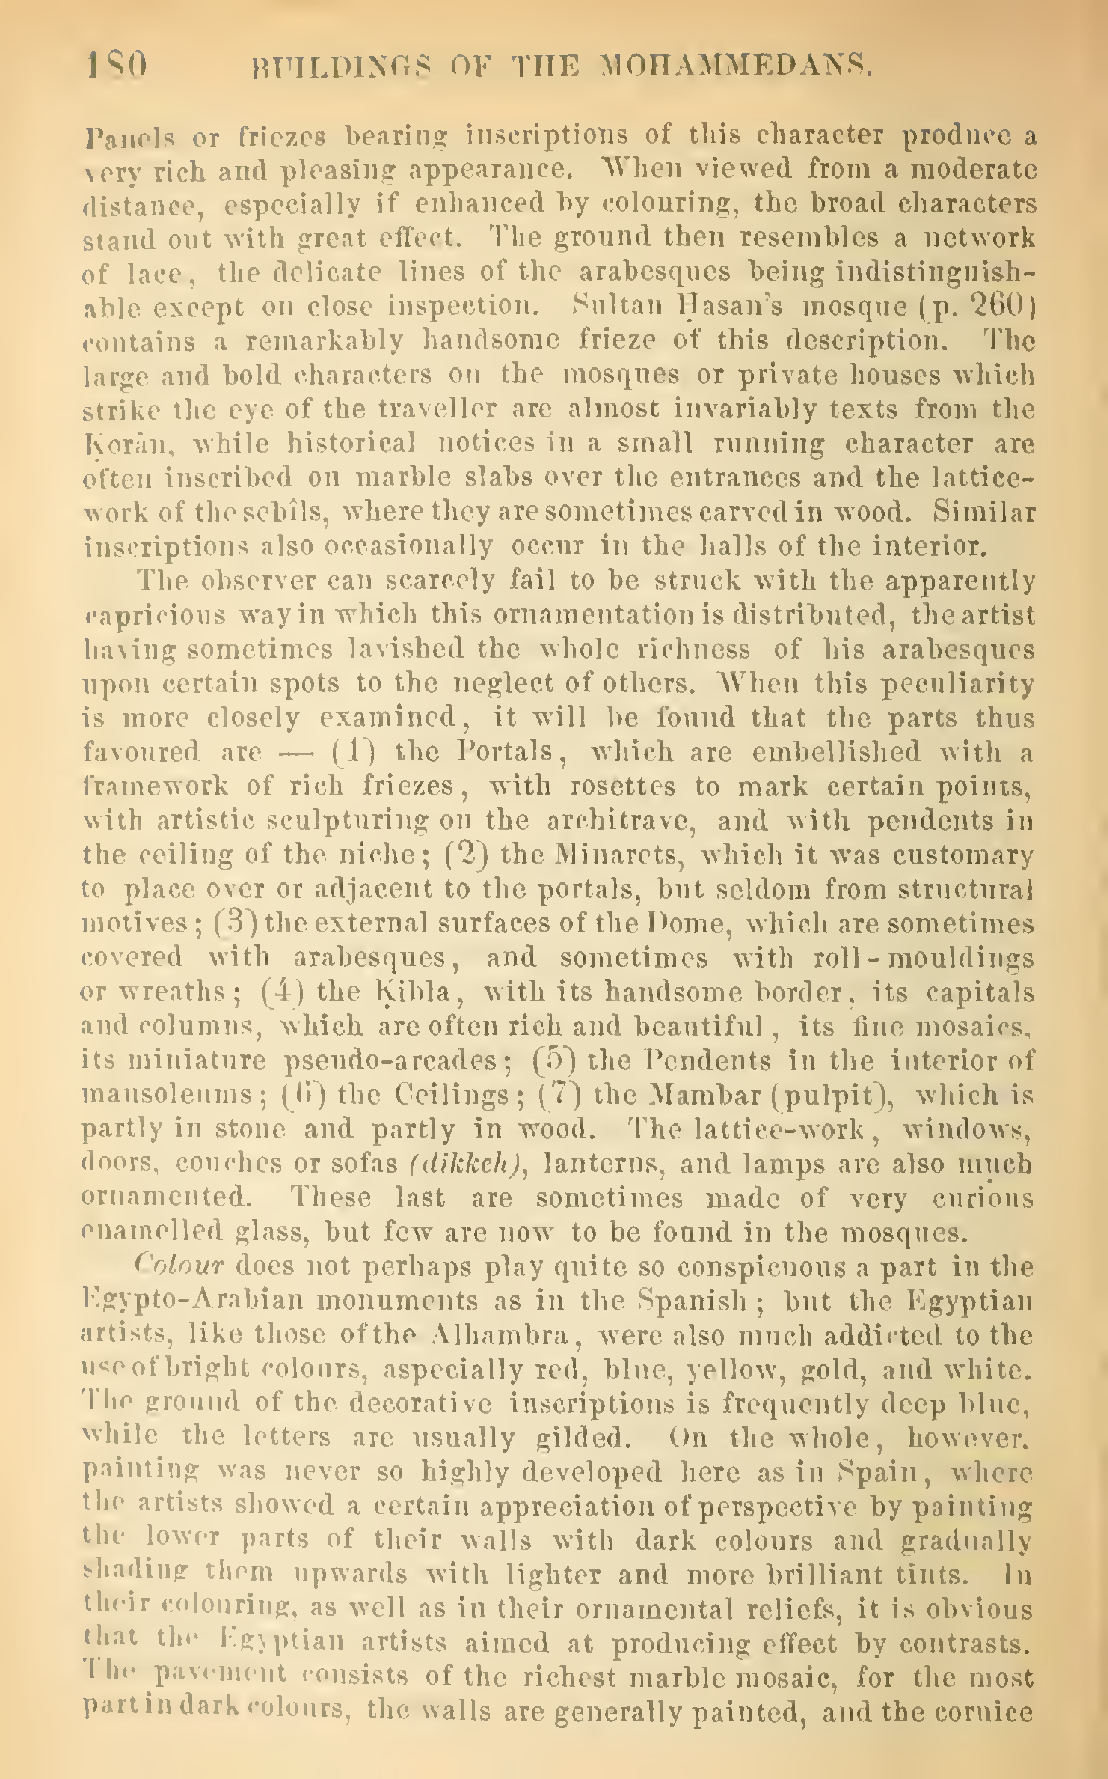 180 BUILDINGS OF THE MOHAMMEDANS.
Panels or friezes bearing inscriptions of this character produce a
very rich and pleasing appearance. When viewed from a moderate
distance, especially if enhanced by colouring, the broad characters
stand out with great effect. The ground then resembles a network
of lace, the delicate lines of the arabesques being indistinguish-
able except on close inspection. Sultan Ḥasan's mosque (p. 260)
contains a remarkably handsome frieze of this description. The
large and bold characters on the mosques or private houses which
strike the eye of the traveller are almost invariably texts from the
Ḳorân, while historical notices in a small running character are
often inscribed on marble slabs over the entrances and the lattice-
work of the sebîls, where they are sometimes carved in wood. Similar
inscriptions also occasionally occur in the halls of the interior.
The observer can scarcely fail to be struck with the apparently
capricious way in which this ornamentation is distributed, the artist
having sometimes lavished the whole richness of his arabesques
upon certain spots to the neglect of others. When this peculiarity
is more closely examined, it will be found that the parts thus
favoured are — (1) the Portals, which are embellished with a
framework of rich friezes, with rosettes to mark certain points,
with artistic sculpturing on the architrave, and with pendents in
the ceiling of the niche; (2) the Minarets, which it was customary
to place over or adjacent to the portals, but seldom from structural
motives; (3) the external surfaces of the Dome, which are sometimes
covered with arabesques, and sometimes with roll-mouldings
or wreaths; (4) the Ḳibla, with its handsome border, its capitals
and columns, which are often rich and beautiful, its fine mosaics,
its miniature pseudo-arcades; (5) the Pendents in the interior of
mausoleums; (6) the Ceilings; (7) the Mambar (pulpit), which is
partly in stone and partly in wood. The lattice-work, windows,
doors, couches or sofas (dikkeh), lanterns, and lamps are also much
ornamented. These last are sometimes made of very curious
enamelled glass, but few are now to be found in the mosques.
Colour does not perhaps play quite so conspicuous a part in the
Egypto-Arabian monuments as in the Spanish; but the Egyptian
artists, like those of the Alhambra, were also much addicted to the
use of bright colours, aspecially red, blue, yellow, gold, and white.
The ground of the decorative inscriptions is frequently deep blue,
while the letters are usually gilded. On the whole, however.
painting was never so highly developed here as in Spain, where
the artists showed a certain appreciation of perspective by painting
the lower parts of their walls with dark colours and gradually
shading them upwards with lighter and more brilliant tints. In
their colouring, as well as in their ornamental reliefs, it is obvious
that the Egyptian artists aimed at producing effect by contrasts.
The pavement consists of the richest marble mosaic, for the most
part in dark colours, the walls are generally painted, and the cornice